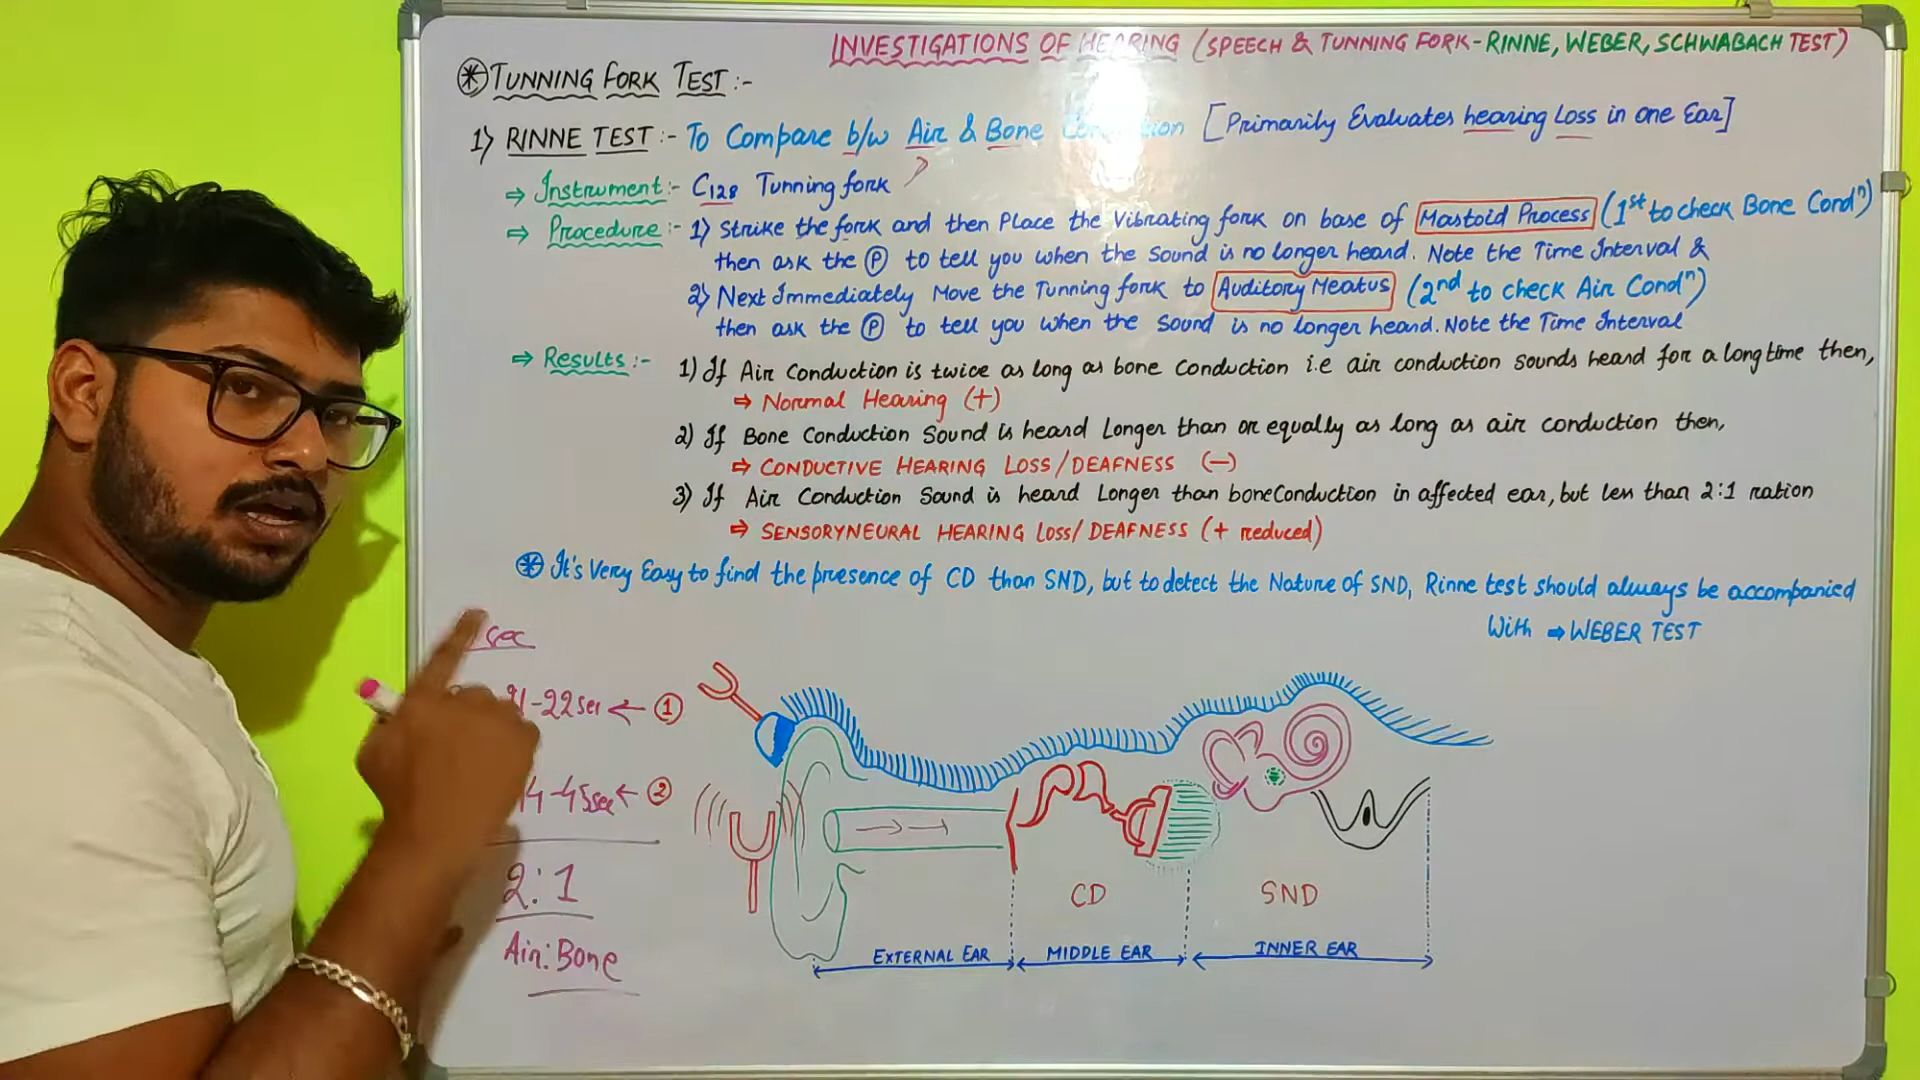 INVESTIGATIONS OF HEARING (SPEECH & TUNNING FORK - RINNE, WEBER, SCHWABACH TEST)
TUNNING FORK TEST :-
1) RINNE TEST :- To Compare b/w Air & Bone [Primarily Evaluates hearing Loss in one Ear]
⇒ Instrument :- C128 Tunning fork
⇒ Procedure :- 1) Strike the fork and then Place the Vibrating fork on base of Mastoid Process (1st to check Bone Condn)
then ask the P to tell you when the Sound is no longer heard. Note the Time Interval &
2) Next Immediately Move the Tunning fork to Auditory Meatus (2nd to check Air Condn)
then ask the P to tell you when the Sound is no longer heard. Note the Time Interval
⇒ Results :- 1) If Air Conduction is twice as long as bone Conduction i.e air conduction sounds heard for a long time then,
⇒ Normal Hearing (+)
2) If Bone Conduction Sound is heard Longer than or equally as long as air conduction then,
⇒ CONDUCTIVE HEARING LOSS/DEAFNESS (-)
3) If Air Conduction Sound is heard Longer than bone Conduction in affected ear, but less than 2:1 ration
⇒ SENSORYNEURAL HEARING LOSS/DEAFNESS (+ reduced)
It's Very Easy to find the presence of CD than SND, but to detect the Nature of SND, Rinne test should always be accompanied
With ⇒ WEBER TEST
sec
-22sec ← 1
-45sec ← 2
2:1
Air:Bone
CD
SND
EXTERNAL EAR
MIDDLE EAR
INNER EAR